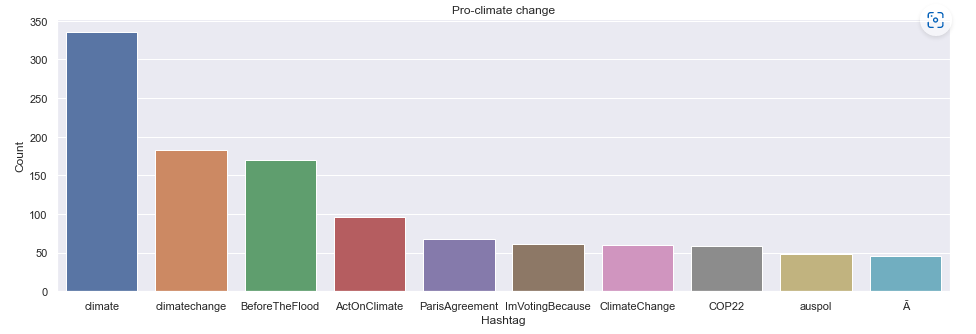 Pro-climate change
350
300
250
200
150
100
50
0
Count
climate climatechange BeforeTheFlood ActOnClimate ParisAgreement ImVotingBecause ClimateChange COP22 auspol Ã
Hashtag